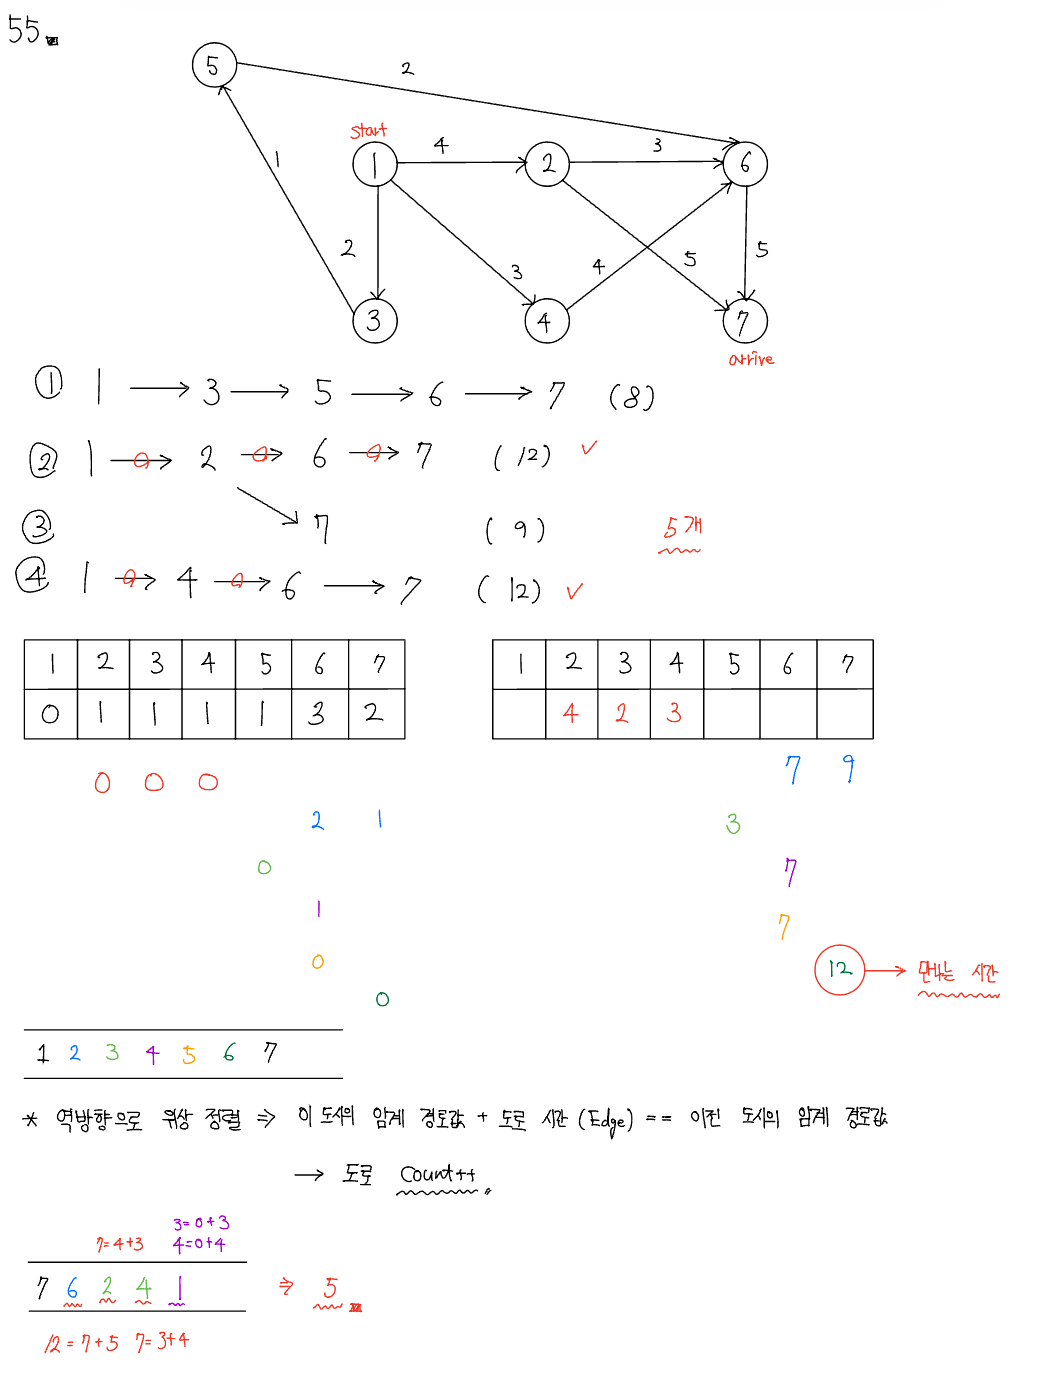 55.
5
2
start
1 4 2 3 6
1
2 3 4 5 5
3 4 7
arrive
① 1 → 3 → 5 → 6 → 7 (8)
② 1 → 2 → 6 → 7 (12) ✓
③ 7 (9) 5개
④ 1 → 4 → 6 → 7 (12) ✓
1 2 3 4 5 6 7
0 1 1 1 1 3 2
1 2 3 4 5 6 7
4 2 3
0 0 0
7 9
2 1
3
0
7
1
7
0
12 → 만나는 시간
0
1 2 3 4 5 6 7
* 역방향으로 위상 정렬 ⇒ 이 도시의 임계 경로값 + 도로 시간 (Edge) == 이전 도시의 임계 경로값
→ 도로 Count++.
3=0+3
7=4+3 4=0+4
7 6 2 4 1 ⇒ 5
12=7+5 7=3+4